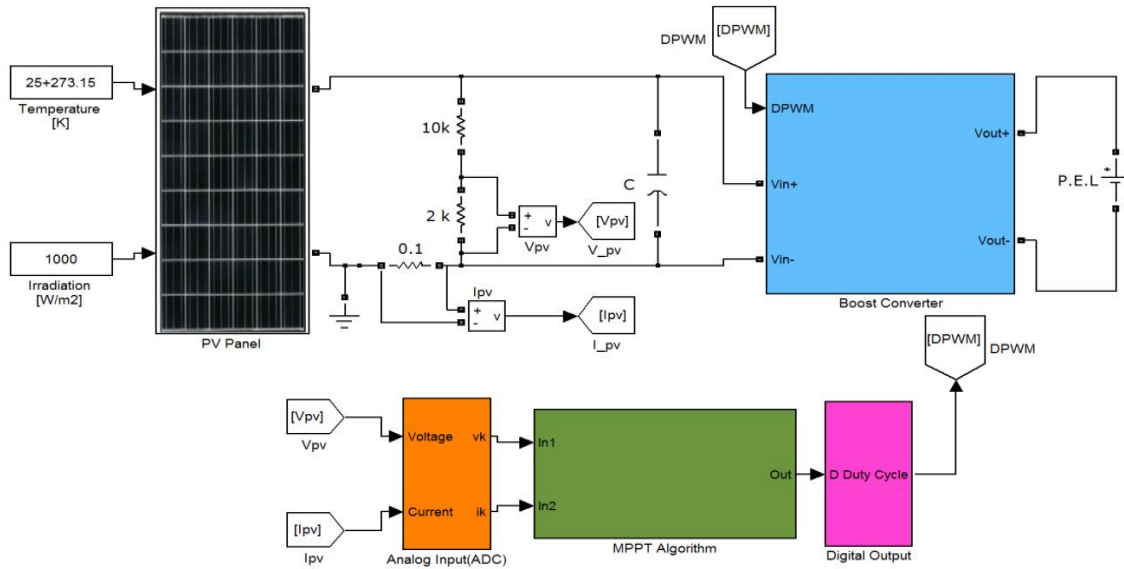 DPWM
[DPWM]
25+273.15
Temperature
[K]
10k
DPWM
Vout+
2 k
C
Vin+
P.E.L
+
+
-
v
[Vpv]
Vpv
V_pv
1000
Irradiation
[W/m2]
0.1
Vin-
Vout-
Ipv
+
-
v
[Ipv]
I_pv
PV Panel
Boost Converter
[DPWM]
DPWM
[Vpv]
Vpv
Voltage
vk
In1
Out
D Duty Cycle
[Ipv]
Ipv
Current
ik
In2
Analog Input(ADC)
MPPT Algorithm
Digital Output